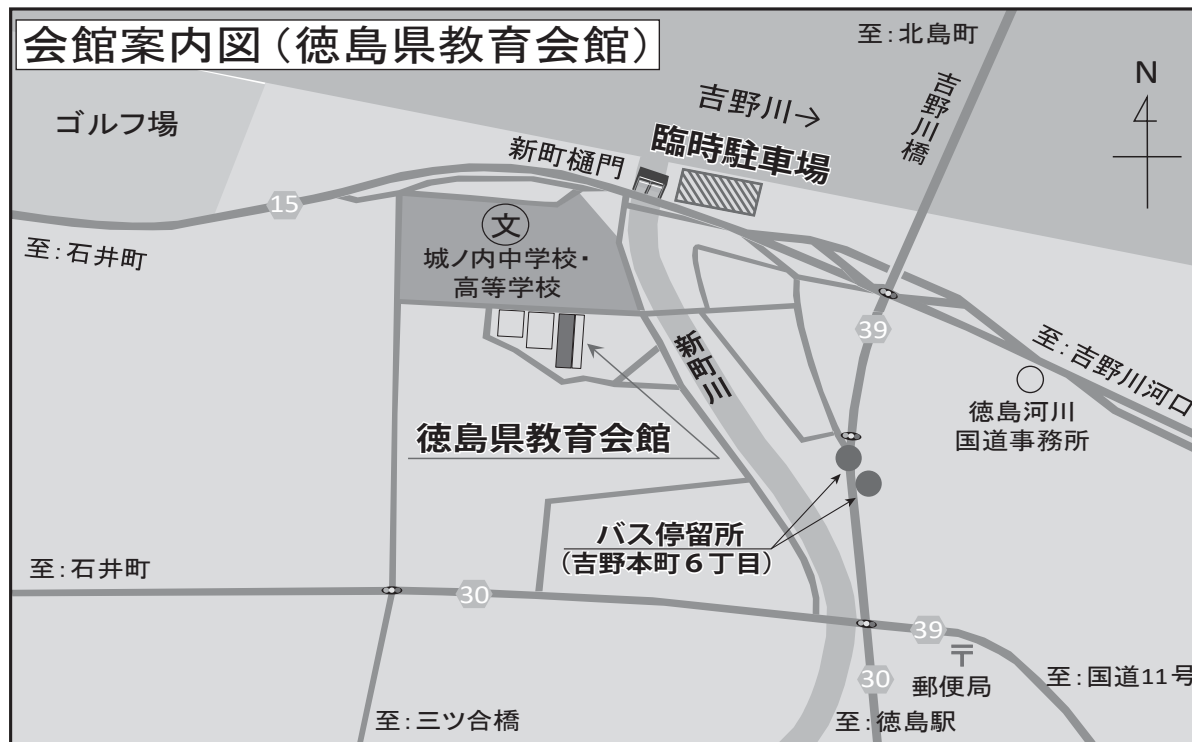 会館案内図(徳島県教育会館)
至:北島町
N
吉野川→
吉野川橋
ゴルフ場
新町樋門
臨時駐車場
15
文
至:石井町
城ノ内中学校・
高等学校
39
新町川
至:吉野川河口
徳島河川
国道事務所
徳島県教育会館
バス停留所
(吉野本町6丁目)
至:石井町
30
39
30
郵便局
至:国道11号
至:三ツ合橋
至:徳島駅